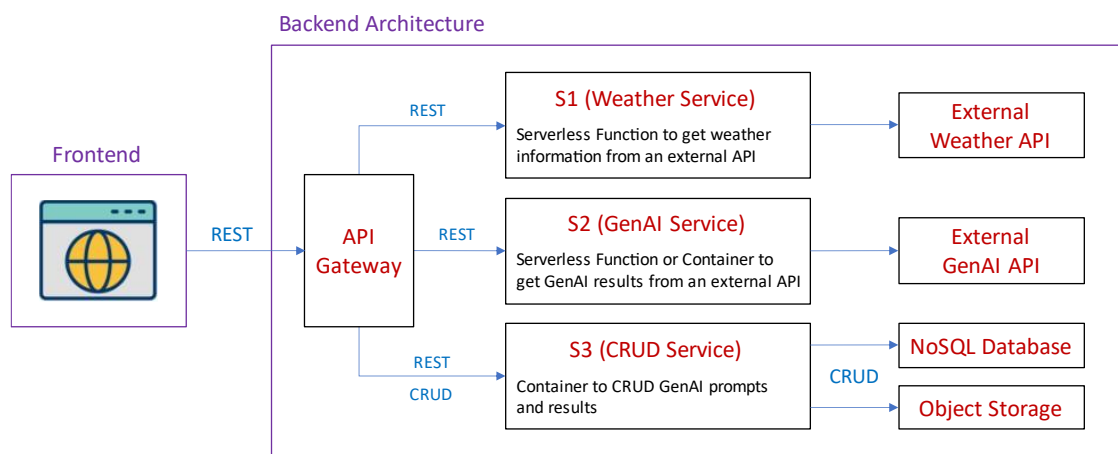 Backend Architecture
Frontend
REST
API
Gateway
REST
S1 (Weather Service)
Serverless Function to get weather
information from an external API
External
Weather API
REST
S2 (GenAI Service)
Serverless Function or Container to
get GenAI results from an external API
External
GenAI API
REST
CRUD
S3 (CRUD Service)
Container to CRUD GenAI prompts
and results
CRUD
NoSQL Database
Object Storage